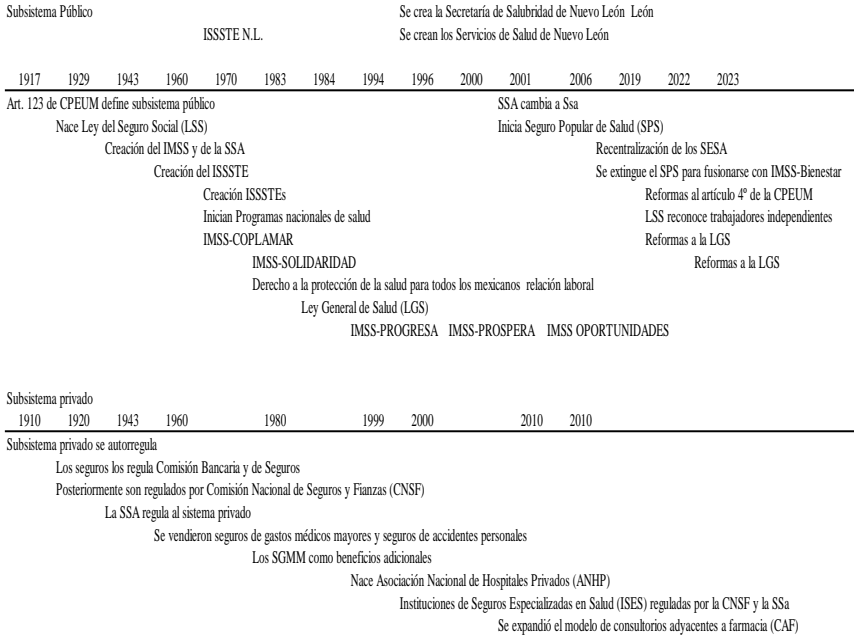 Subsistema Público Se crea la Secretaría de Salubridad de Nuevo León León
ISSSTE N.L. Se crean los Servicios de Salud de Nuevo León
1917 1929 1943 1960 1970 1983 1984 1994 1996 2000 2001 2006 2019 2022 2023
Art. 123 de CPEUM define subsistema público SSA cambia a Ssa
Nace Ley del Seguro Social (LSS) Inicia Seguro Popular de Salud (SPS)
Creación del IMSS y de la SSA Recentralización de los SESA
Creación del ISSSTE Se extingue el SPS para fusionarse con IMSS-Bienestar
Creación ISSSTEs Reformas al artículo 4º de la CPEUM
Inician Programas nacionales de salud LSS reconoce trabajadores independientes
IMSS-COPLAMAR Reformas a la LGS
IMSS-SOLIDARIDAD Reformas a la LGS
Derecho a la protección de la salud para todos los mexicanos relación laboral
Ley General de Salud (LGS)
IMSS-PROGRESA IMSS-PROSPERA IMSS OPORTUNIDADES
Subsistema privado
1910 1920 1943 1960 1980 1999 2000 2010 2010
Subsistema privado se autorregula
Los seguros los regula Comisión Bancaria y de Seguros
Posteriormente son regulados por Comisión Nacional de Seguros y Fianzas (CNSF)
La SSA regula al sistema privado
Se vendieron seguros de gastos médicos mayores y seguros de accidentes personales
Los SGMM como beneficios adicionales
Nace Asociación Nacional de Hospitales Privados (ANHP)
Instituciones de Seguros Especializadas en Salud (ISES) reguladas por la CNSF y la SSa
Se expandió el modelo de consultorios adyacentes a farmacia (CAF)